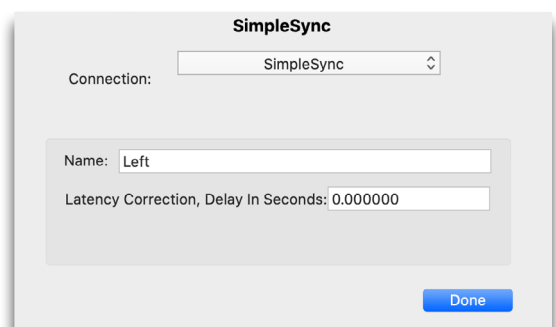 SimpleSync
Connection: SimpleSync
Name: Left
Latency Correction, Delay In Seconds: 0.000000
Done